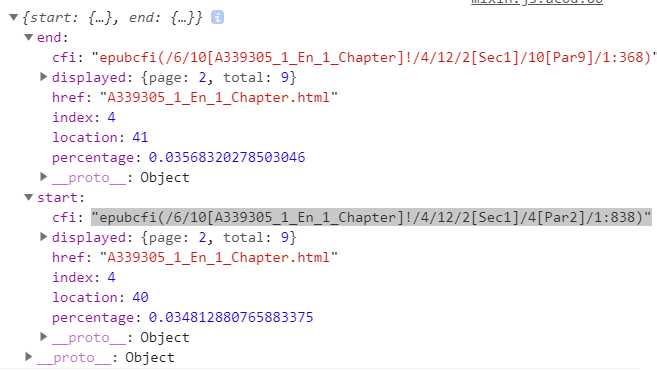 mixin.js:acod:80
▼{start: {…}, end: {…}} i
▼end:
cfi: "epubcfi(/6/10[A339305_1_En_1_Chapter]!/4/12/2[Sec1]/10[Par9]/1:368)"
▶displayed: {page: 2, total: 9}
href: "A339305_1_En_1_Chapter.html"
index: 4
location: 41
percentage: 0.03568320278503046
▶__proto__: Object
▼start:
cfi: "epubcfi(/6/10[A339305_1_En_1_Chapter]!/4/12/2[Sec1]/4[Par2]/1:838)"
▶displayed: {page: 2, total: 9}
href: "A339305_1_En_1_Chapter.html"
index: 4
location: 40
percentage: 0.034812880765883375
▶__proto__: Object
▶__proto__: Object